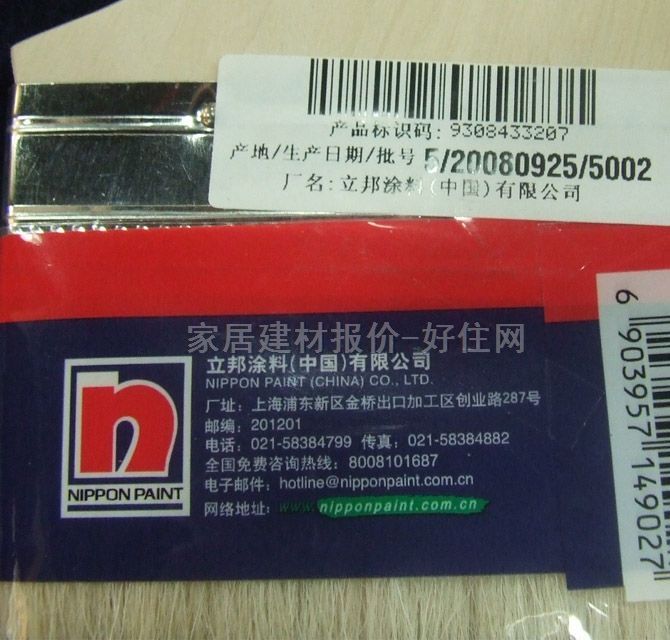 产品标识码: 9308433207
产地/生产日期/批号 5/20080925/5002
厂名:立邦涂料(中国)有限公司
家居建材报价-好住网
n
NIPPON PAINT
立邦涂料(中国)有限公司
NIPPON PAINT (CHINA) CO., LTD.
厂址: 上海浦东新区金桥出口加工区创业路287号
邮编: 201201
电话: 021-58384799 传真: 021-58384882
全国免费咨询热线: 8008101687
电子邮件: hotline@nipponpaint.com.cn
网络地址: www.nipponpaint.com.cn
6 903957 149027